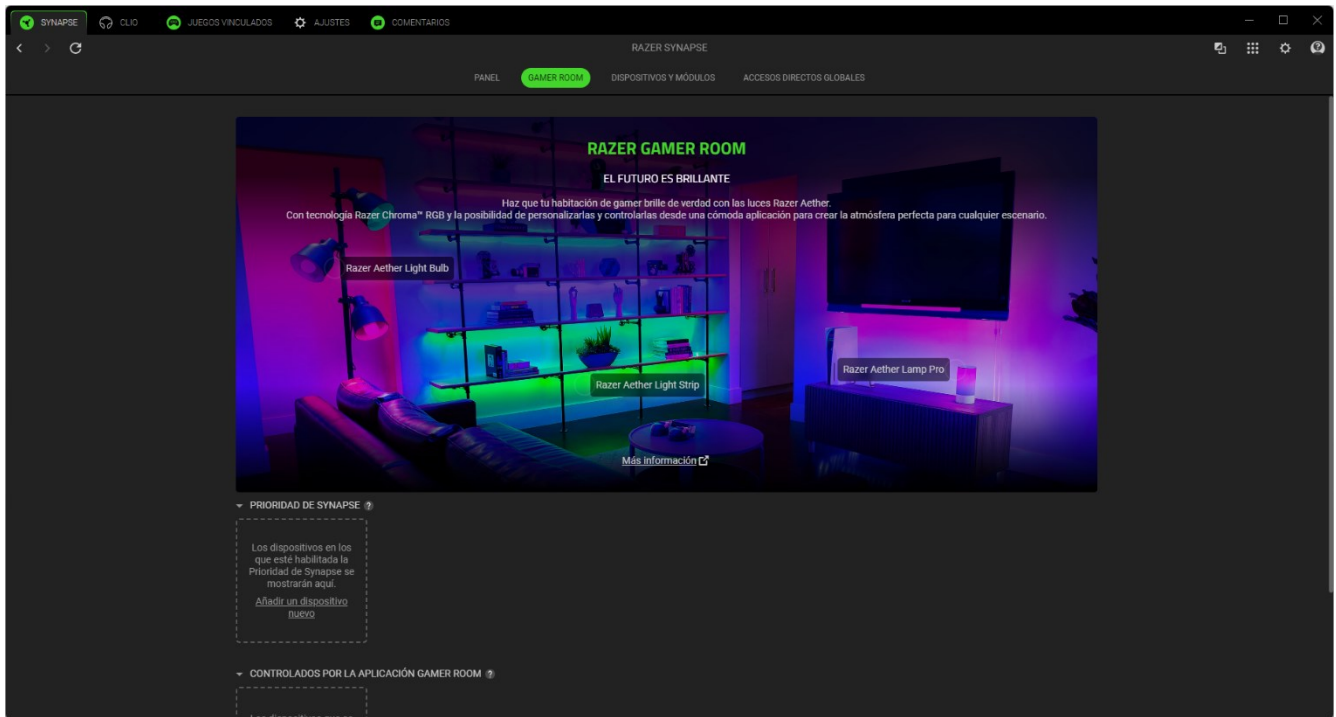 SYNAPSE
CLIO
JUEGOS VINCULADOS
AJUSTES
COMENTARIOS
RAZER SYNAPSE
PANEL
GAMER ROOM
DISPOSITIVOS Y MÓDULOS
ACCESOS DIRECTOS GLOBALES
RAZER GAMER ROOM
EL FUTURO ES BRILLANTE
Haz que tu habitación de gamer brille de verdad con las luces Razer Aether.
Con tecnología Razer Chroma™ RGB y la posibilidad de personalizarlas y controlarlas desde una cómoda aplicación para crear la atmósfera perfecta para cualquier escenario.
Razer Aether Light Bulb
Razer Aether Lamp Pro
Razer Aether Light Strip
Más información
PRIORIDAD DE SYNAPSE ?
Los dispositivos en los
que esté habilitada la
Prioridad de Synapse se
mostrarán aquí.
Añadir un dispositivo
nuevo
CONTROLADOS POR LA APLICACIÓN GAMER ROOM ?